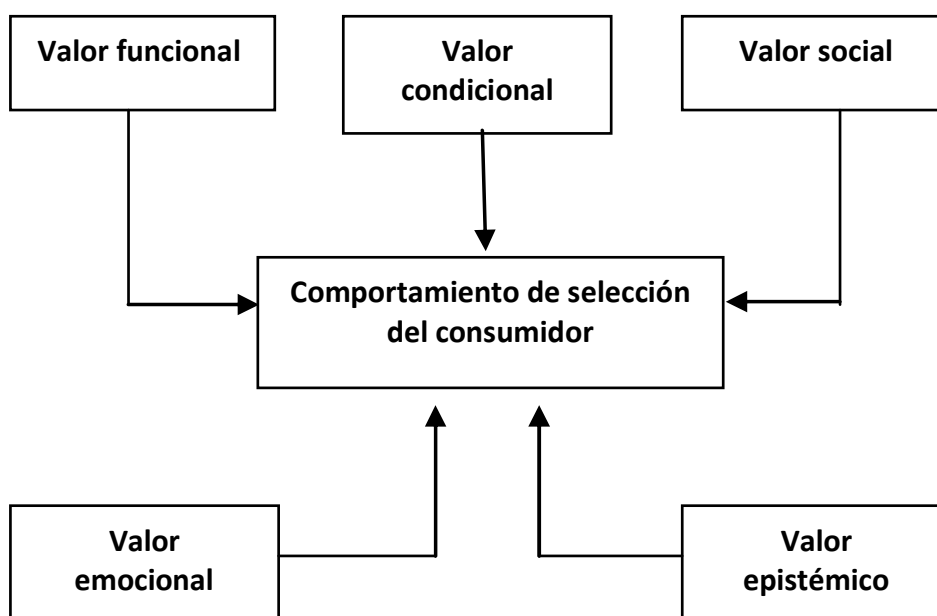 Valor funcional
Valor
condicional
Valor social
Comportamiento de selección
del consumidor
Valor
emocional
Valor
epistémico